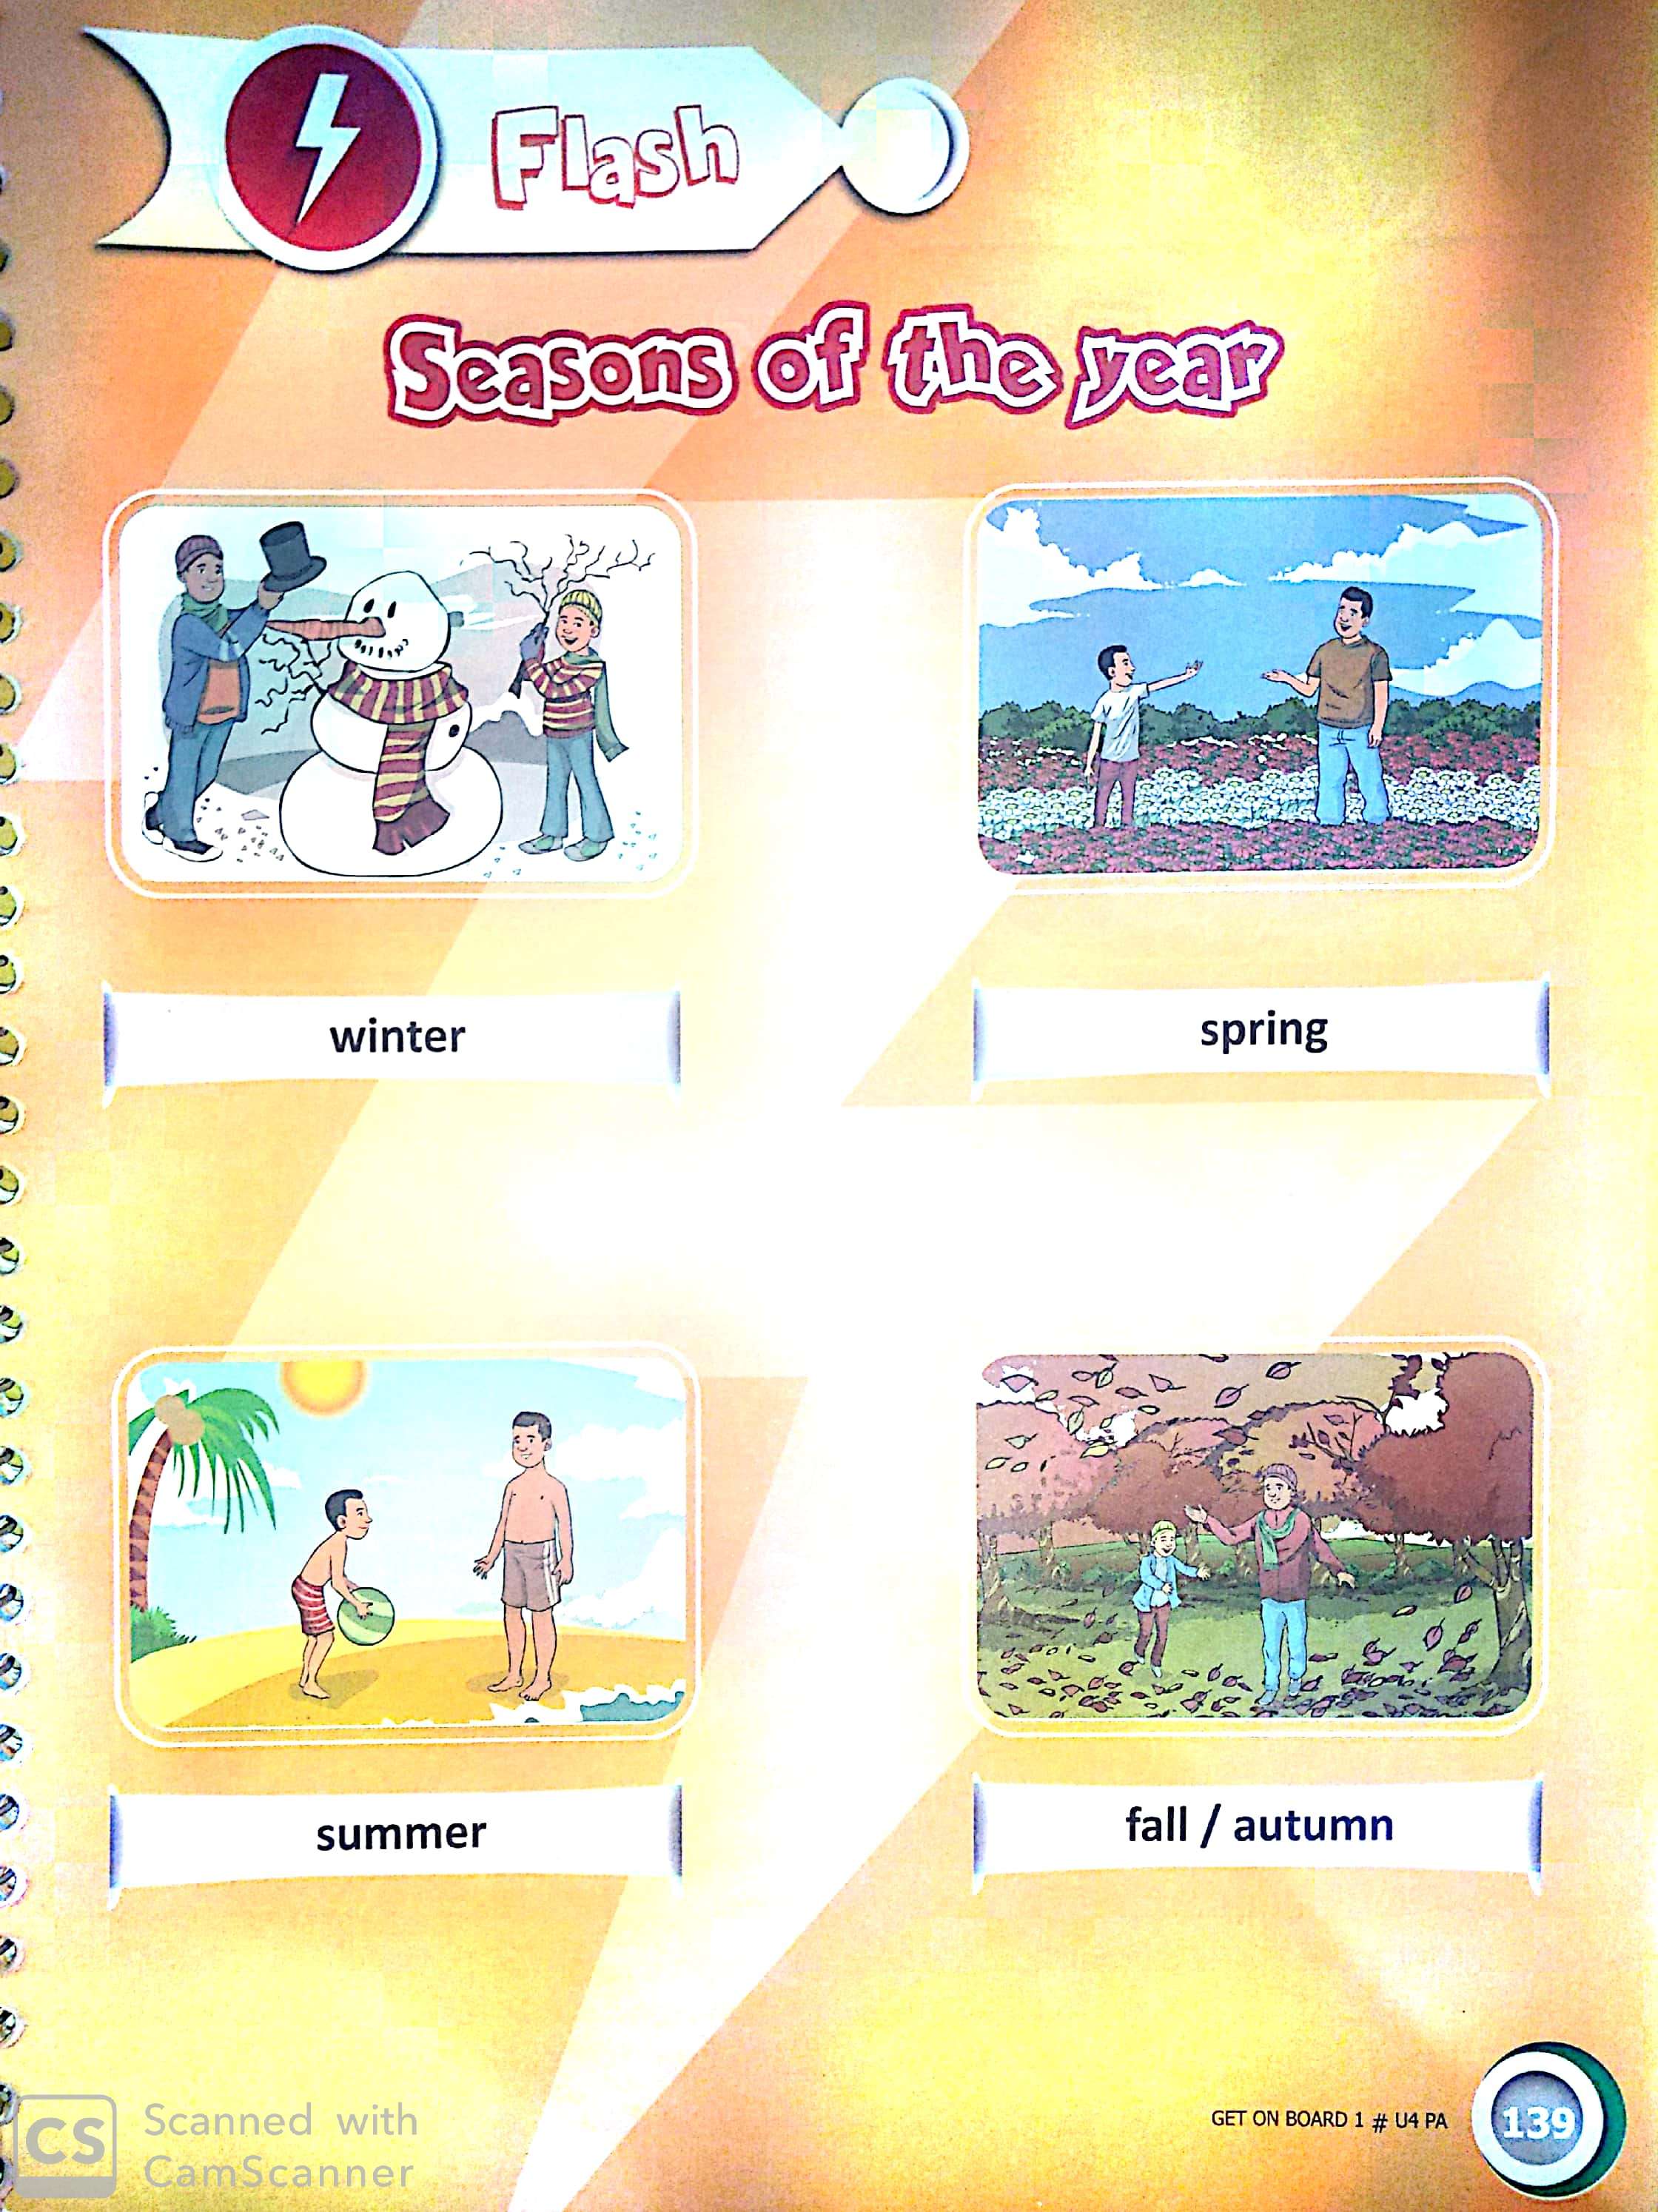 Flash
Seasons of the year
winter
spring
summer
fall / autumn
GET ON BOARD 1 # U4 PA
139
CS
Scanned with
CamScanner